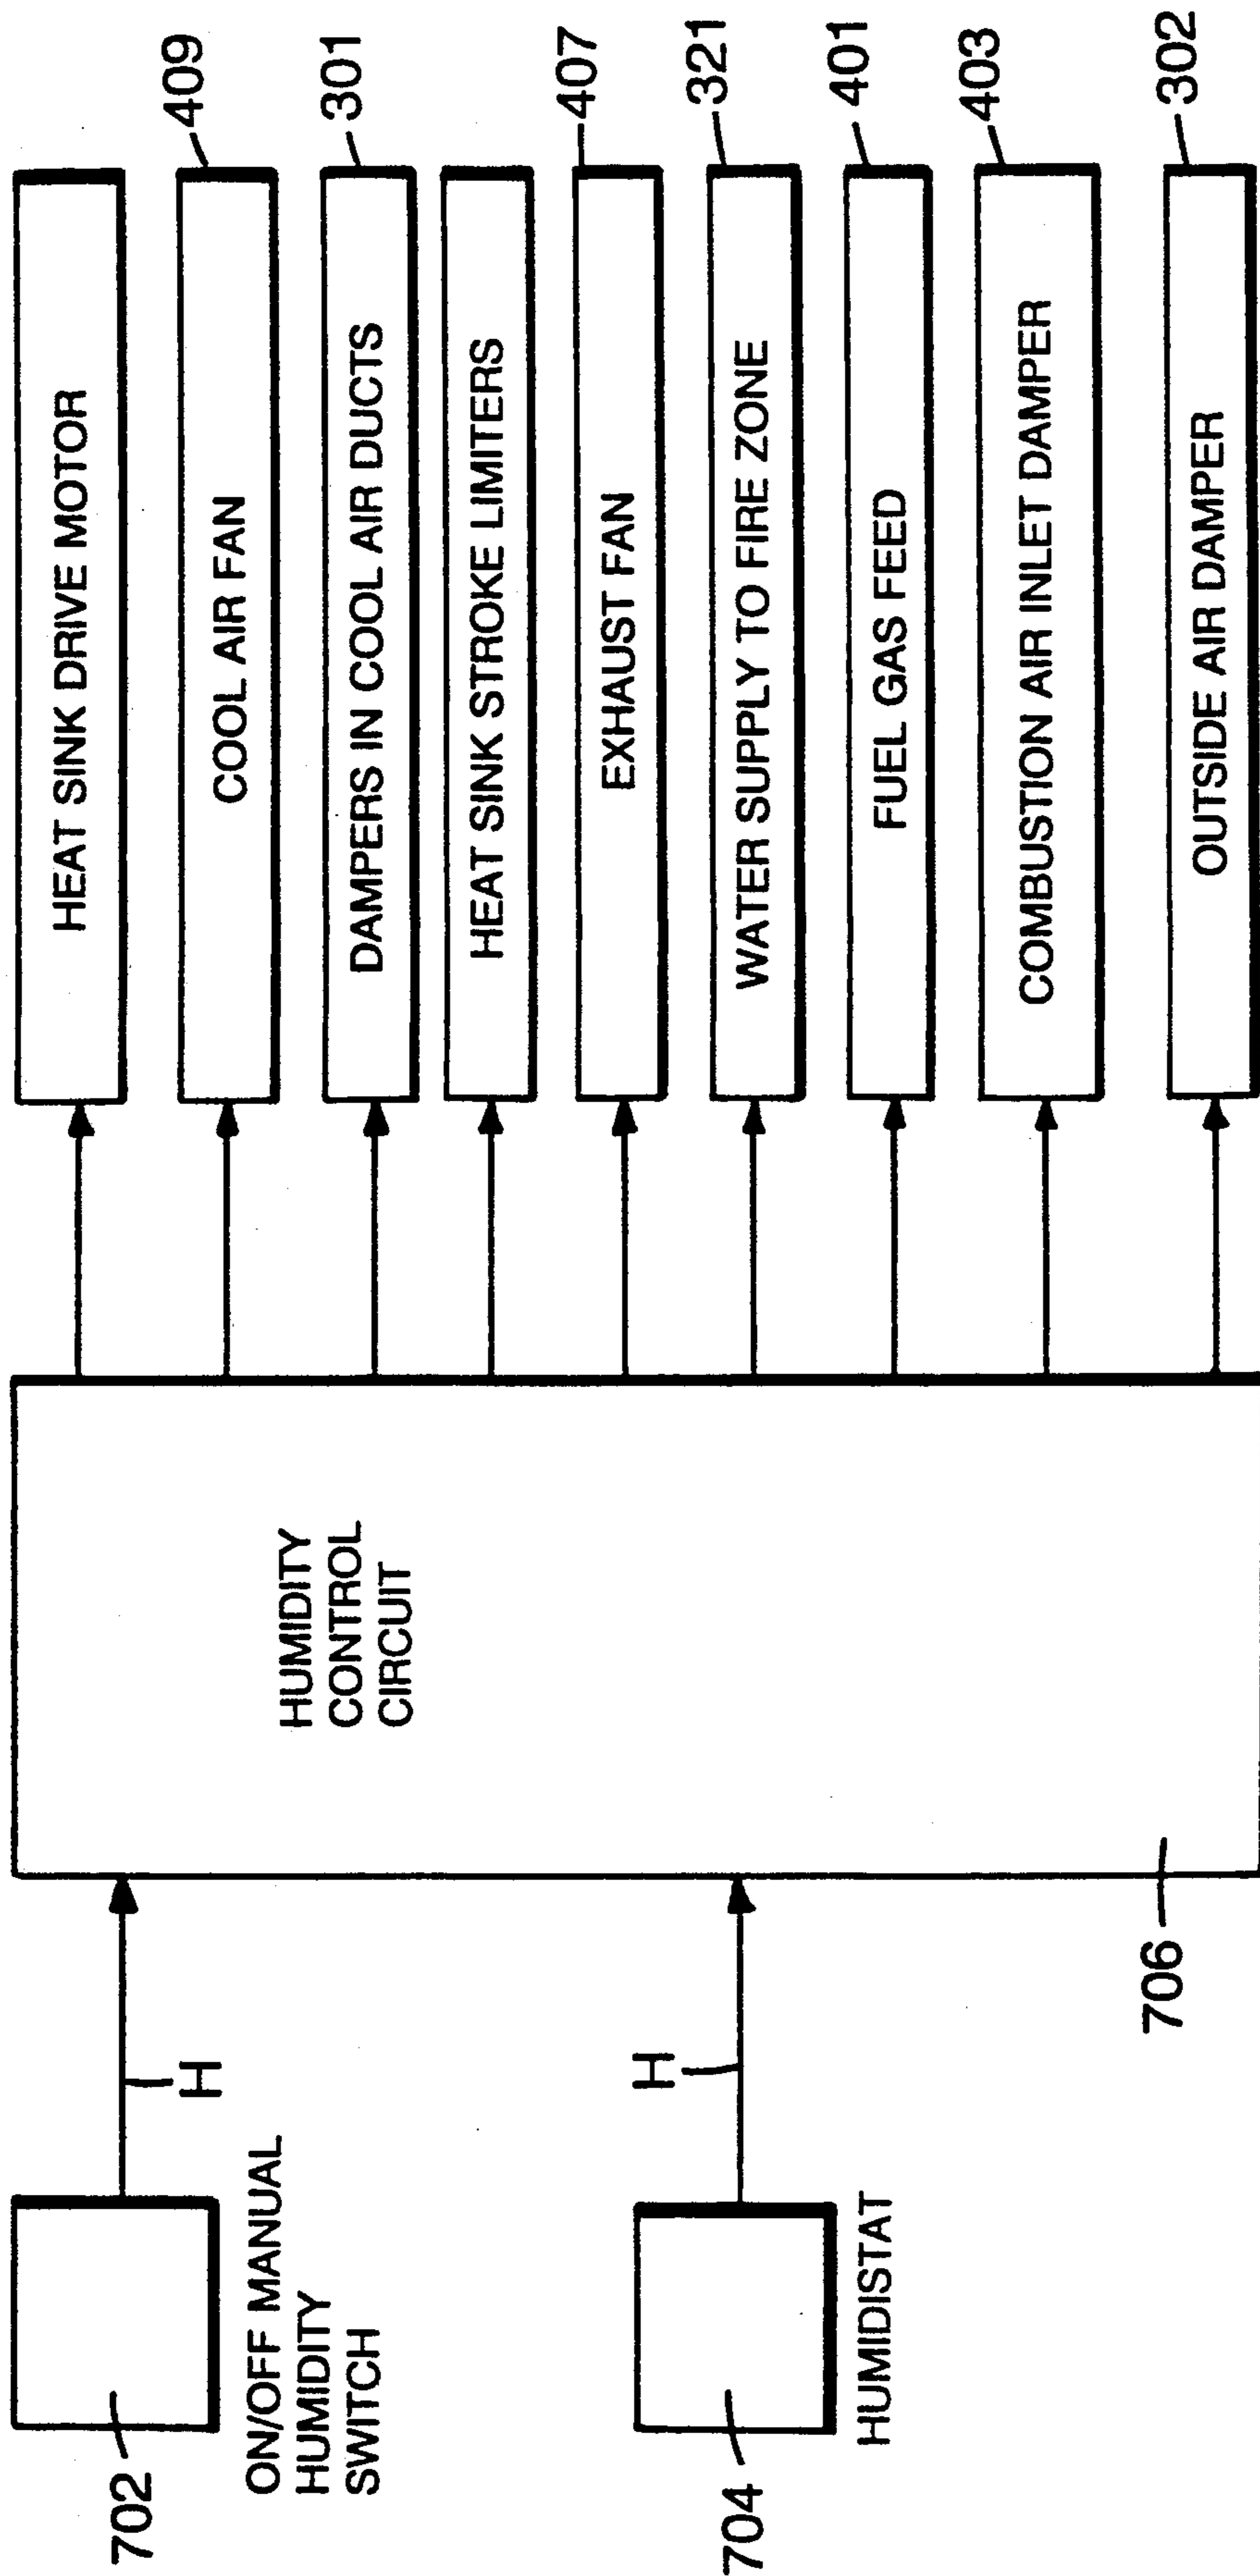 702
ON/OFF MANUAL
HUMIDITY
SWITCH
H
704
HUMIDISTAT
H
HUMIDITY
CONTROL
CIRCUIT
706
HEAT SINK DRIVE MOTOR
COOL AIR FAN
409
DAMPERS IN COOL AIR DUCTS
301
HEAT SINK STROKE LIMITERS
EXHAUST FAN
407
WATER SUPPLY TO FIRE ZONE
321
FUEL GAS FEED
401
COMBUSTION AIR INLET DAMPER
403
OUTSIDE AIR DAMPER
302